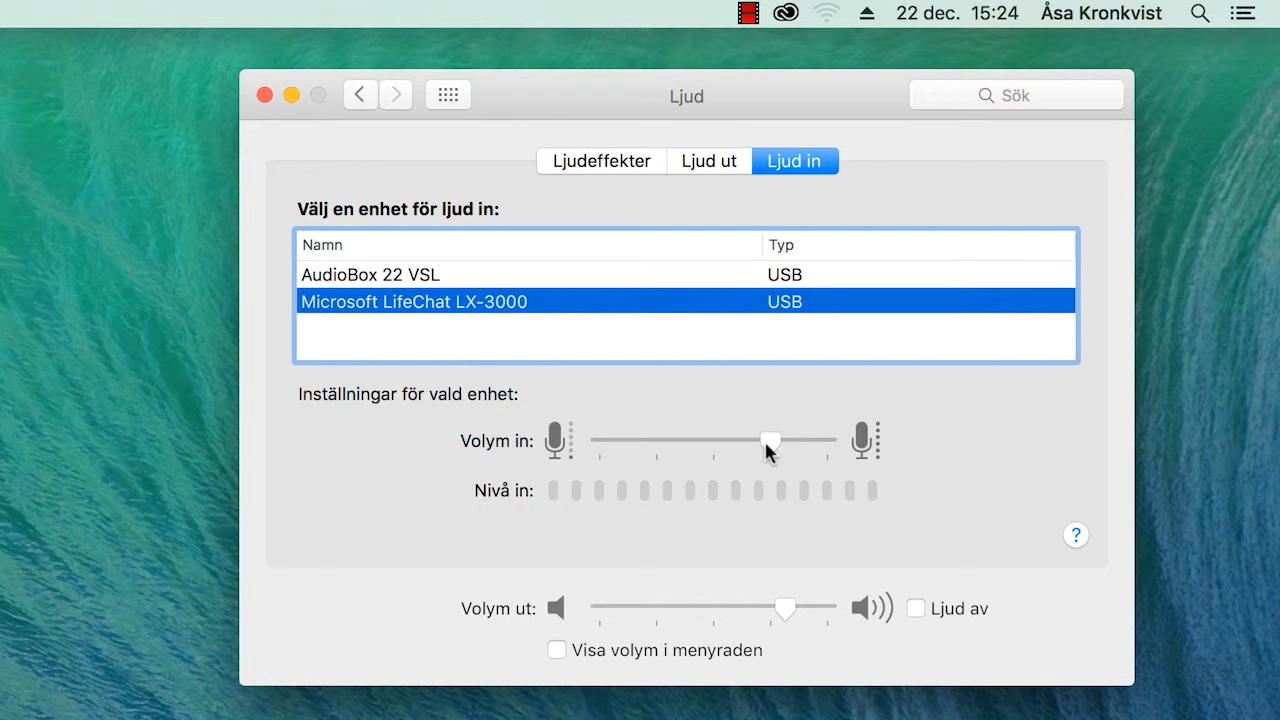 22 dec. 15:24 Åsa Kronkvist
Ljud
Sök
Ljudeffekter Ljud ut Ljud in
Välj en enhet för ljud in:
Namn Typ
AudioBox 22 VSL USB
Microsoft LifeChat LX-3000 USB
Inställningar för vald enhet:
Volym in:
Nivå in:
?
Volym ut: Ljud av
Visa volym i menyraden